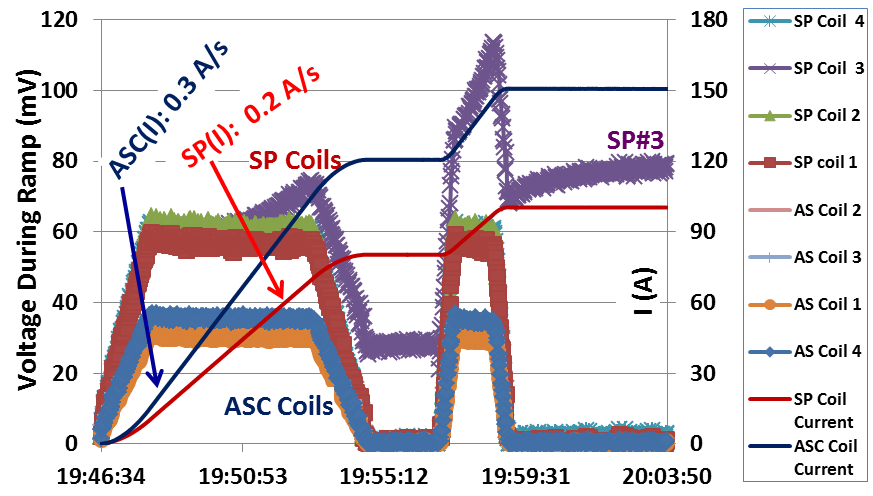 Voltage During Ramp (mV)
120
100
80
60
40
20
0
180
150
120
90
60
30
0
I (A)
19:46:34
19:50:53
19:55:12
19:59:31
20:03:50
ASC(I): 0.3 A/s
SP(I): 0.2 A/s
SP Coils
ASC Coils
SP#3
SP Coil 4
SP Coil 3
SP Coil 2
SP coil 1
AS Coil 2
AS Coil 3
AS Coil 1
AS Coil 4
SP Coil
Current
ASC Coil
Current